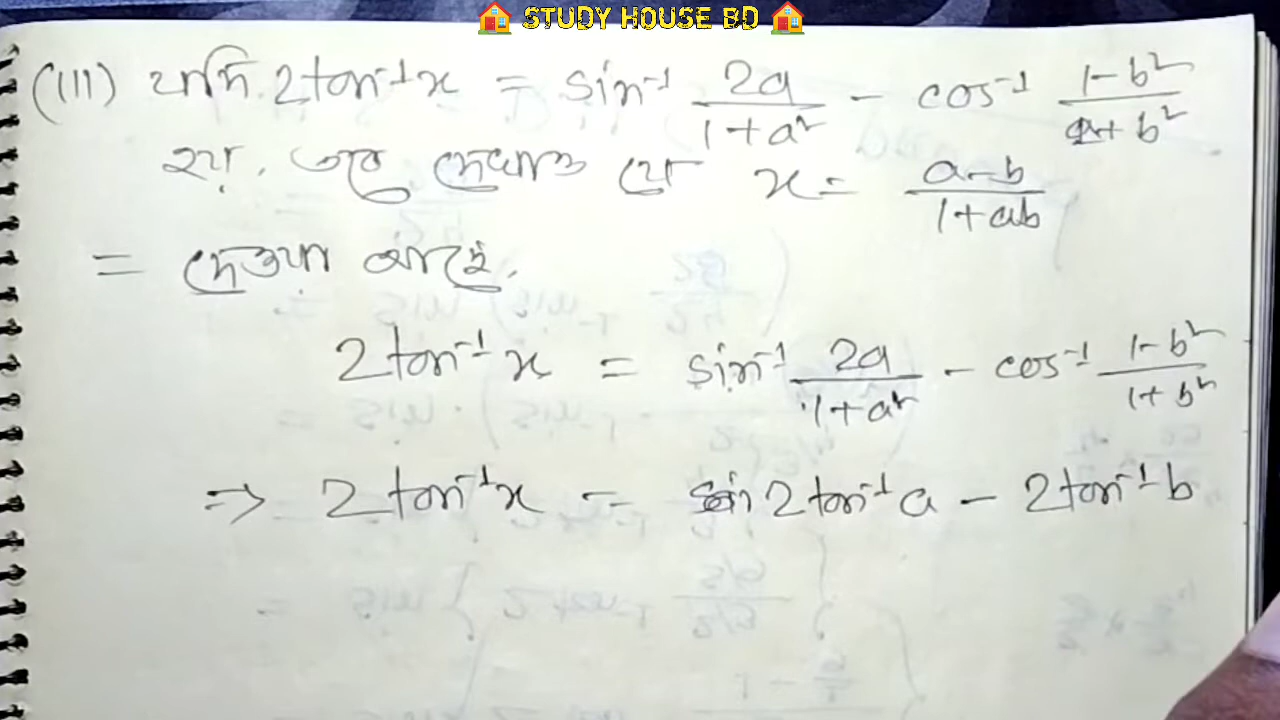 🏠 STUDY HOUSE BD 🏠
(iii) যদি 2tan⁻¹x = sin⁻¹ 2a/(1+a²) - cos⁻¹ (1-b²)/(1+b²)
হয়, তবে দেখাও যে x = (a-b)/(1+ab)
= দেওয়া আছে,
2tan⁻¹x = sin⁻¹ 2a/(1+a²) - cos⁻¹ (1-b²)/(1+b²)
⇒ 2tan⁻¹x = 2tan⁻¹a - 2tan⁻¹b